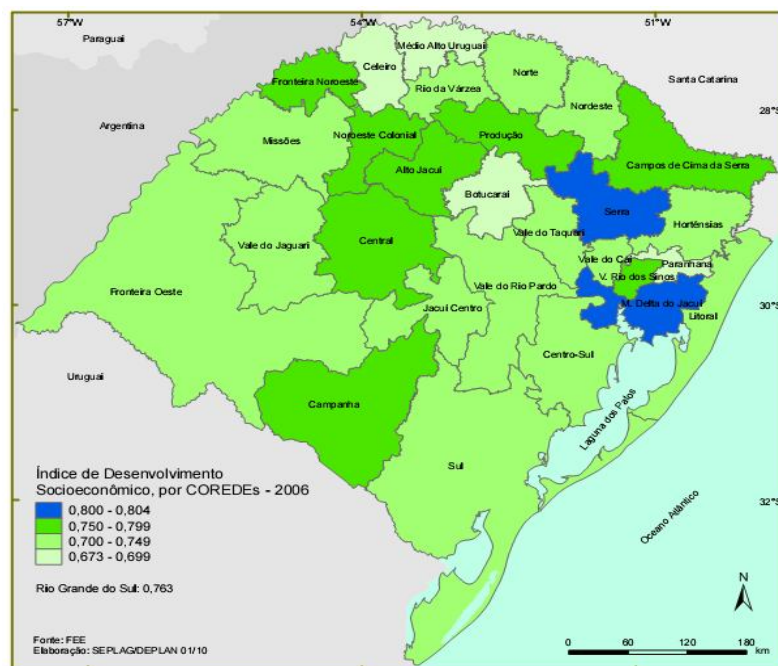 57°W
54°W
51°W
Paraguai
Médio Alto Uruguai
Celeiro
Norte
Santa Catarina
Fronteira Noroeste
Rio da Várzea
Nordeste
28°S
Argentina
Missões
Noroeste Colonial
Produção
Alto Jacuí
Campos de Cima da Serra
Botucaraí
Serra
Hortênsias
Vale do Jaguari
Central
Vale do Taquari
Vale do Caí
Paranhana
V. Rio dos Sinos
Fronteira Oeste
Vale do Rio Pardo
30°S
M. Delta do Jacuí
Jacuí Centro
Litoral
Centro-Sul
Uruguai
Campanha
Laguna dos Patos
Sul
Índice de Desenvolvimento
Socioeconômico, por COREDEs - 2006
0,800 - 0,804
0,750 - 0,799
0,700 - 0,749
0,673 - 0,699
32°S
Oceano Atlântico
Rio Grande do Sul: 0,763
N
Fonte: FEE
Elaboração: SEPLAG/DEPLAN 01/10
0 60 120 180
km